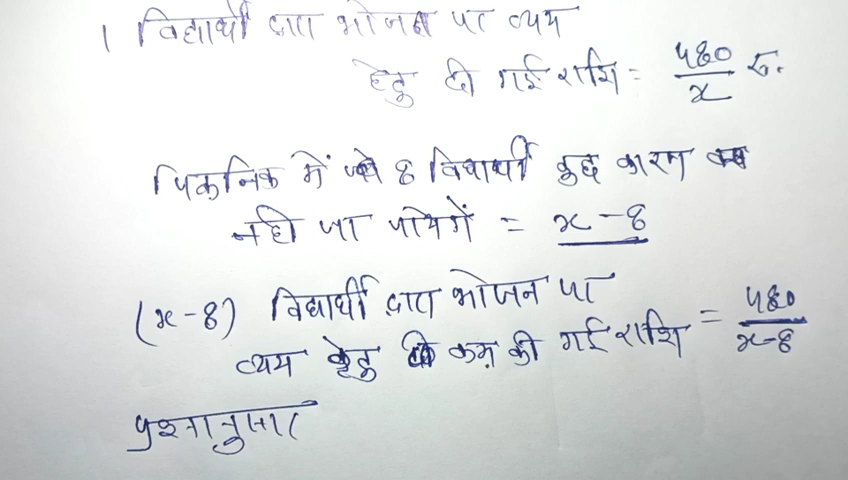 1 विद्यार्थी द्वारा भोजन पर व्यय
हेतु दी गई राशि = 480/x रु.
पिकनिक में 8 विद्यार्थी कुछ कारण
नही जा पायेगें = x - 8
(x - 8) विद्यार्थी द्वारा भोजन पर
व्यय हेतु कम की गई राशि = 480/x-8
प्रश्नानुसार